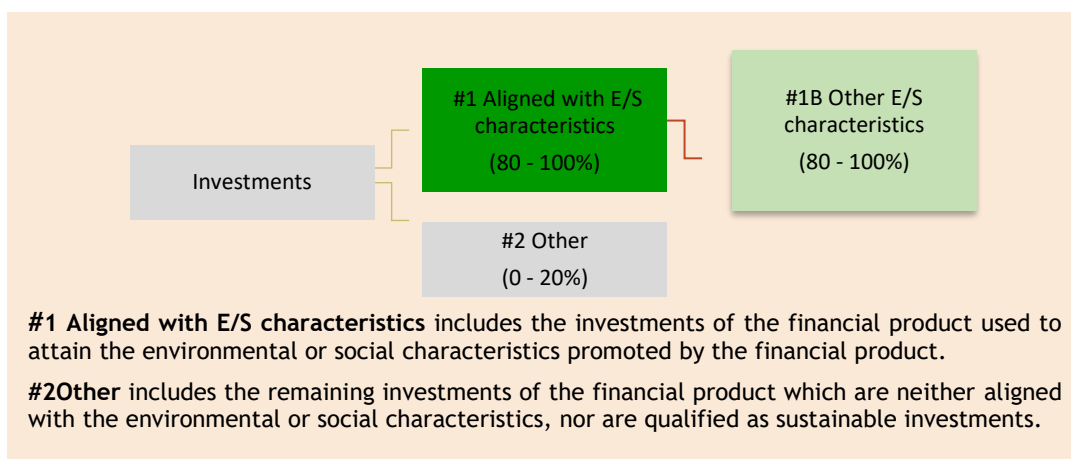 #1 Aligned with E/S
characteristics
(80 - 100%)
#1B Other E/S
characteristics
(80 - 100%)
Investments
#2 Other
(0 - 20%)
#1 Aligned with E/S characteristics includes the investments of the financial product used to
attain the environmental or social characteristics promoted by the financial product.
#2Other includes the remaining investments of the financial product which are neither aligned
with the environmental or social characteristics, nor are qualified as sustainable investments.